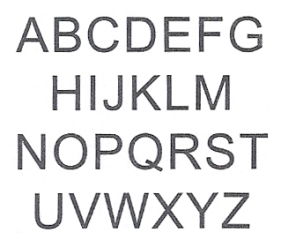 ABCDEFG
HIJKLM
NOPQRST
UVWXYZ